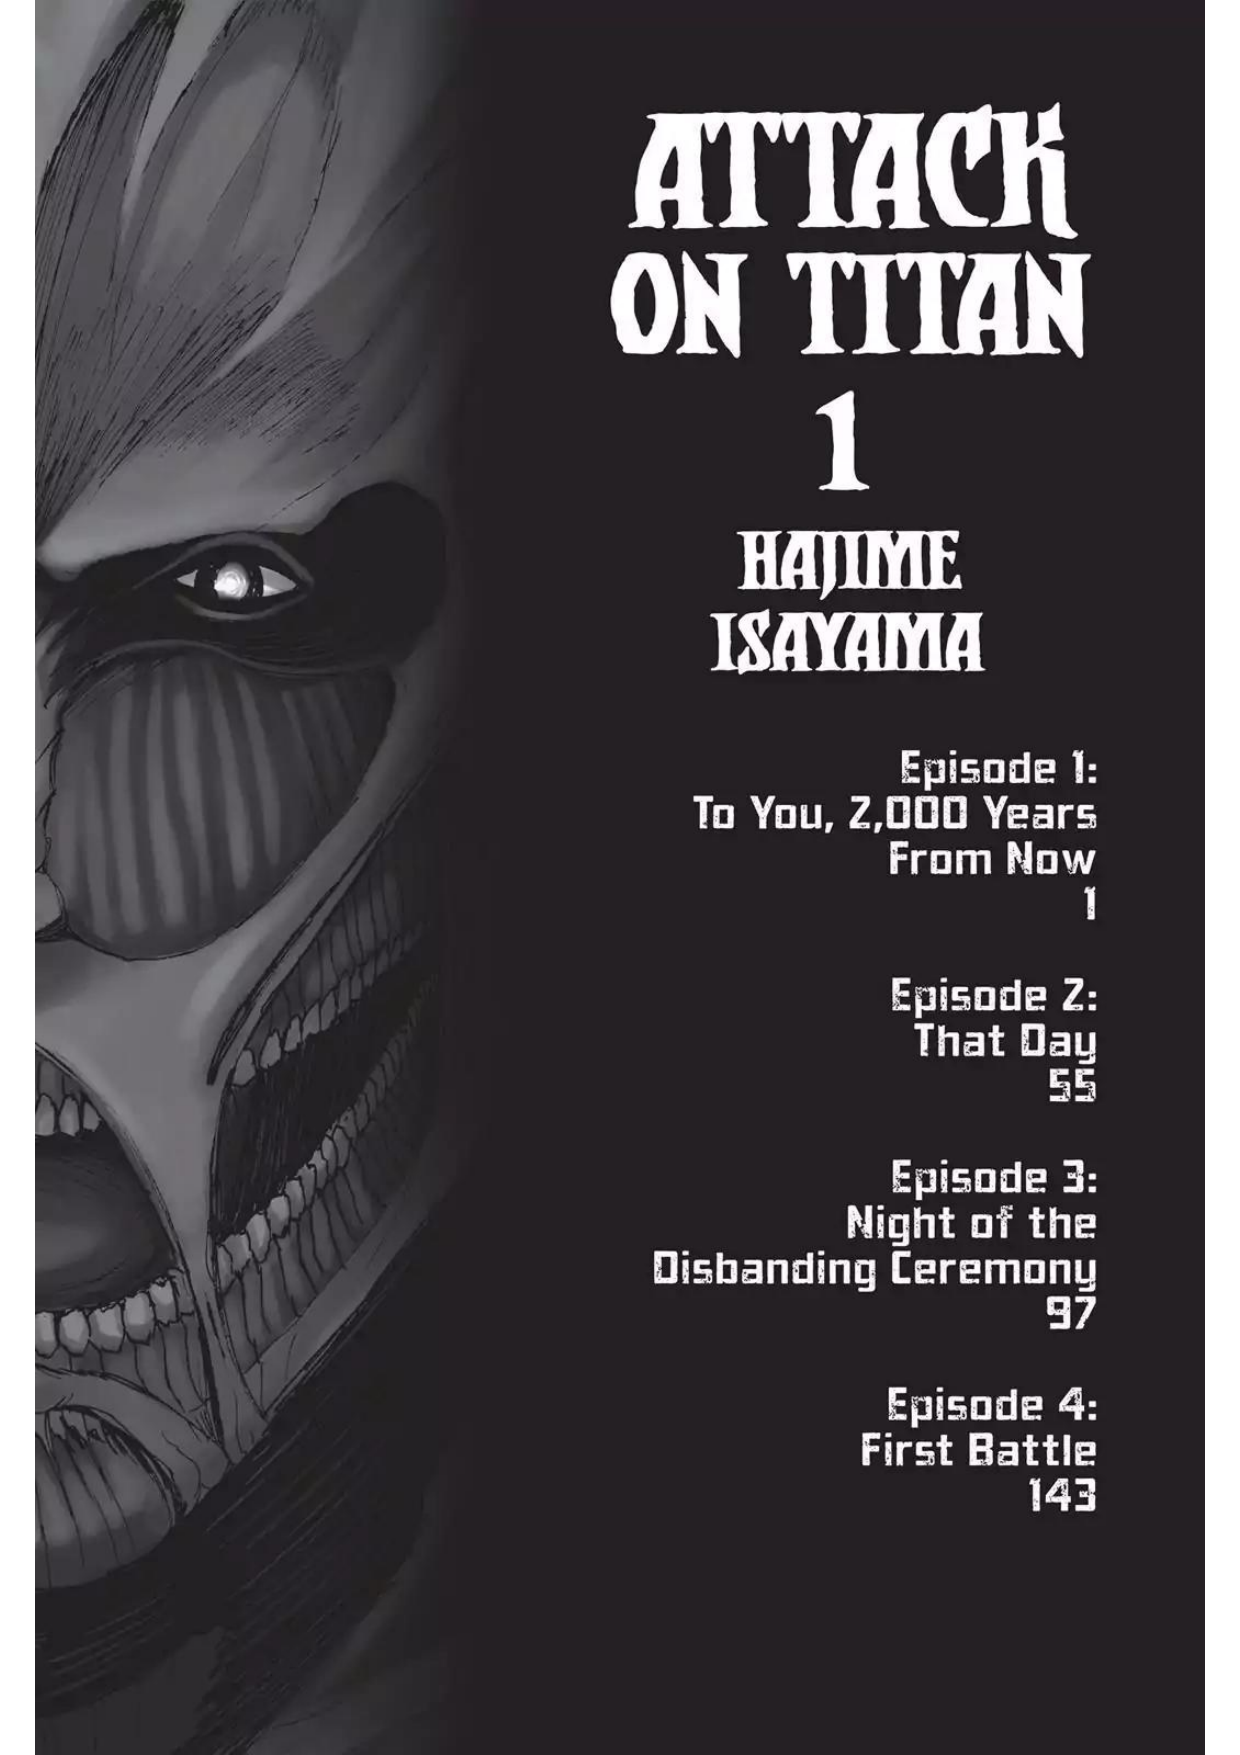 ATTACK
ON TITAN
1
HAJIME
ISAYAMA
Episode 1:
To You, 2,000 Years
From Now
1
Episode 2:
That Day
55
Episode 3:
Night of the
Disbanding Ceremony
97
Episode 4:
First Battle
143